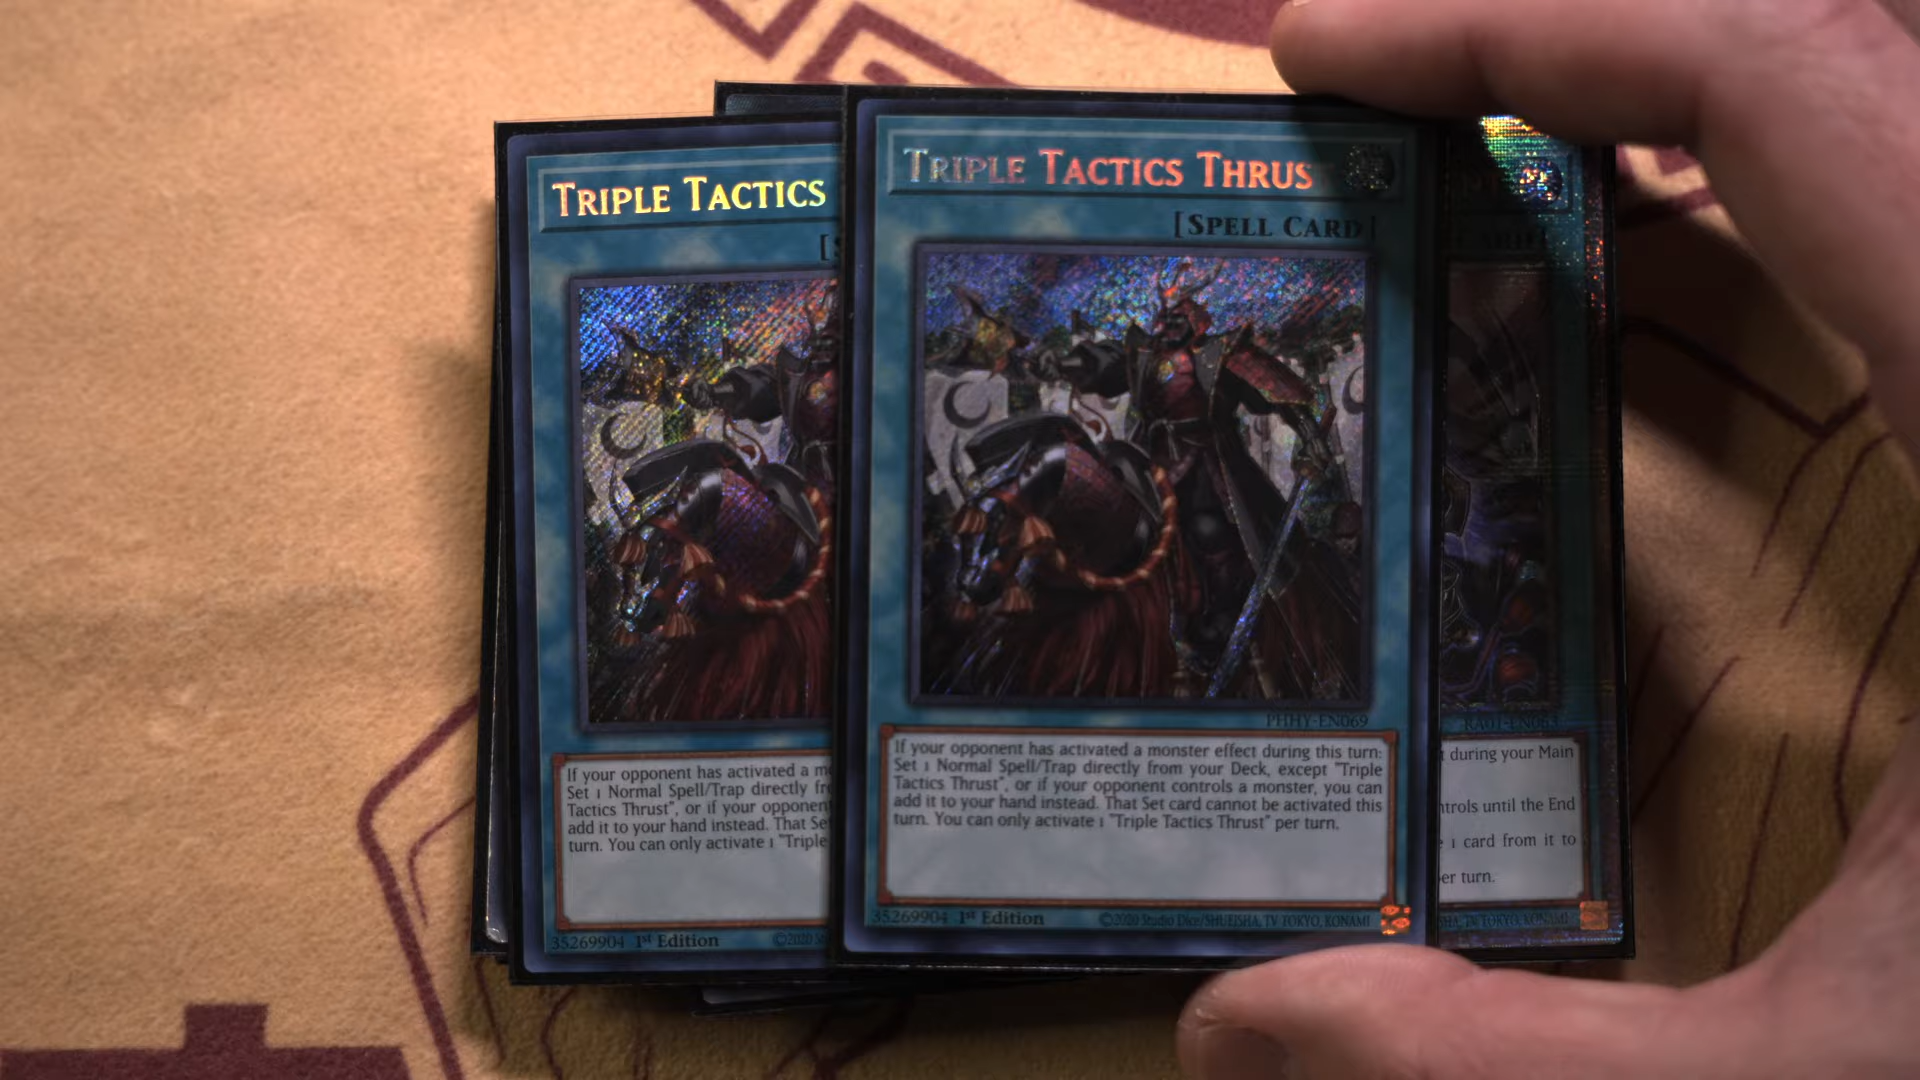 TRIPLE TACTICS
TRIPLE TACTICS THRUST
[SPELL CARD]
PHHY-EN069
If your opponent has activated a monster effect during this turn:
Set 1 Normal Spell/Trap directly from your Deck, except "Triple
Tactics Thrust", or if your opponent controls a monster, you can
add it to your hand instead. That Set card cannot be activated this
turn. You can only activate 1 "Triple Tactics Thrust" per turn.
35269904 1st Edition
©2020 Studio Dice/SHUEISHA, TV TOKYO, KONAMI
If your opponent has activated a
Set 1 Normal Spell/Trap directly
Tactics Thrust", or if your opponent
add it to your hand instead. That Set
turn. You can only activate 1 "Triple
35269904 1st Edition
©2020
during your Main
until the End
1 card from it to
per turn.
TV TOKYO, KONAMI